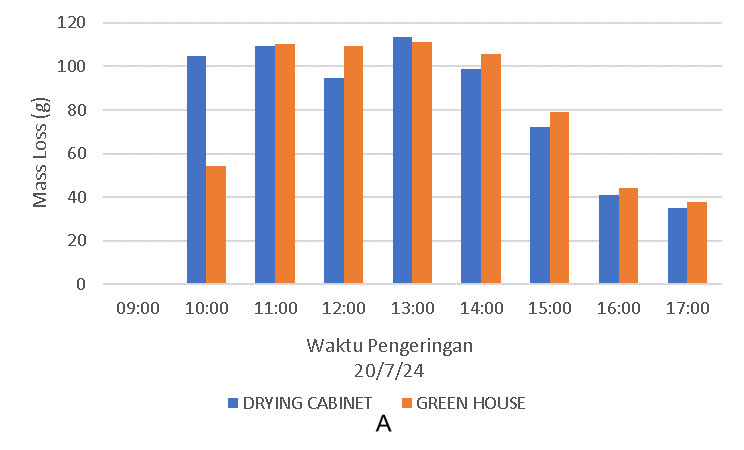 120
100
80
60
40
20
0
Mass Loss (g)
09:00 10:00 11:00 12:00 13:00 14:00 15:00 16:00 17:00
Waktu Pengeringan
20/7/24
DRYING CABINET GREEN HOUSE
A